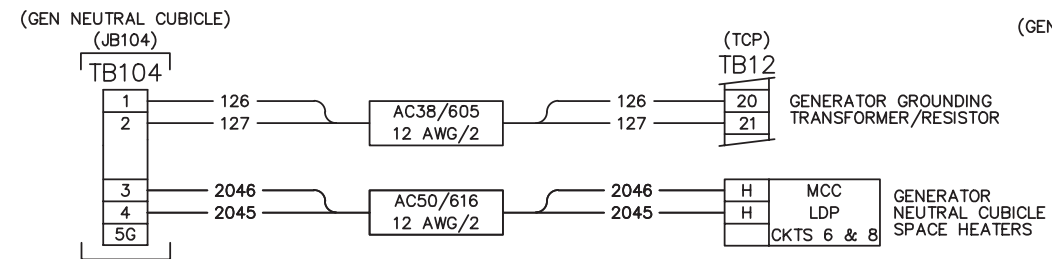 (GEN NEUTRAL CUBICLE)
(JB104)
TB104
1
2
3
4
5G
126
127
2046
2045
AC38/605
12 AWG/2
AC50/616
12 AWG/2
126
127
2046
2045
(TCP)
TB12
20
21
H
H
MCC
LDP
CKTS 6 & 8
GENERATOR GROUNDING
TRANSFORMER/RESISTOR
GENERATOR
NEUTRAL CUBICLE
SPACE HEATERS
(GEN